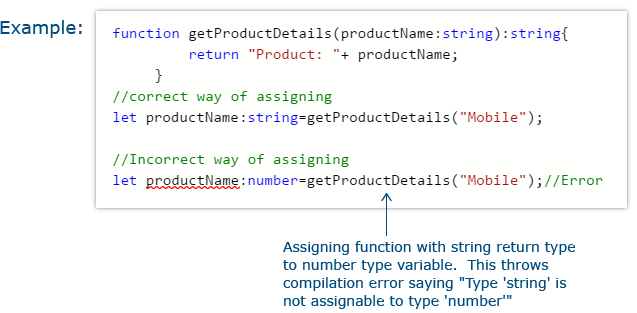 Example:
function getProductDetails(productName:string):string{
return "Product: "+ productName;
}
//correct way of assigning
let productName:string=getProductDetails("Mobile");
//Incorrect way of assigning
let productName:number=getProductDetails("Mobile");//Error
Assigning function with string return type
to number type variable.  This throws
compilation error saying "Type 'string' is
not assignable to type 'number'"